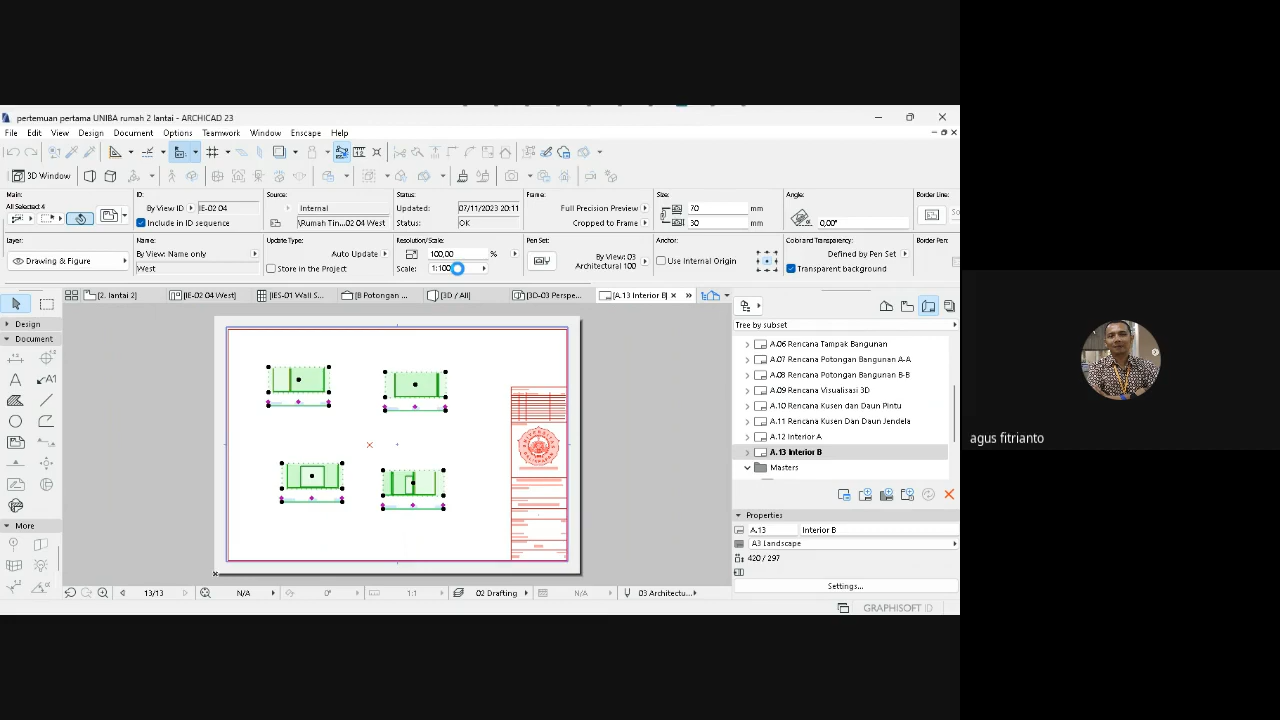 pertemuan pertama UNIBA rumah 2 lantai - ARCHICAD 23
File Edit View Design Document Options Teamwork Window Enscape Help
3D Window
Main:
All Selected: 4
ID:
By View ID
IE-02 04
Include in ID sequence
Source:
Internal
\Rumah Tin...02 04 West
Status:
Updated:
07/11/2023 20:11
Status:
OK
Frame:
Full Precision Preview
Cropped to Frame
Size:
70
mm
30
mm
Angle:
0,00°
Border Line:
Layer:
Drawing & Figure
Name:
By View: Name only
West
Update Type:
Auto Update
Store in the Project
Resolution/Scale:
100,00
%
Scale:
1:100
Pen Set:
By View: 03
Architectural 100
Anchor:
Use Internal Origin
Color and Transparency:
Defined by Pen Set
Transparent background
Border Pen:
[2. lantai 2]
[IE-02 04 West]
[IES-01 Wall S...
[B Potongan ...
[3D / All]
[3D-03 Perspe...
[A.13 Interior B]
Design
Document
More
Tree by subset
A.06 Rencana Tampak Bangunan
A.07 Rencana Potongan Bangunan A-A
A.08 Rencana Potongan Bangunan B-B
A.09 Rencana Visualisasi 3D
A.10 Rencana Kusen dan Daun Pintu
A.11 Rencana Kusen Dan Daun Jendela
A.12 Interior A
A.13 Interior B
Masters
Properties
A.13
Interior B
A3 Landscape
420 / 297
Settings...
13/13
N/A
0°
1:1
02 Drafting
N/A
03 Architectu...
GRAPHISOFT ID
agus fitrianto